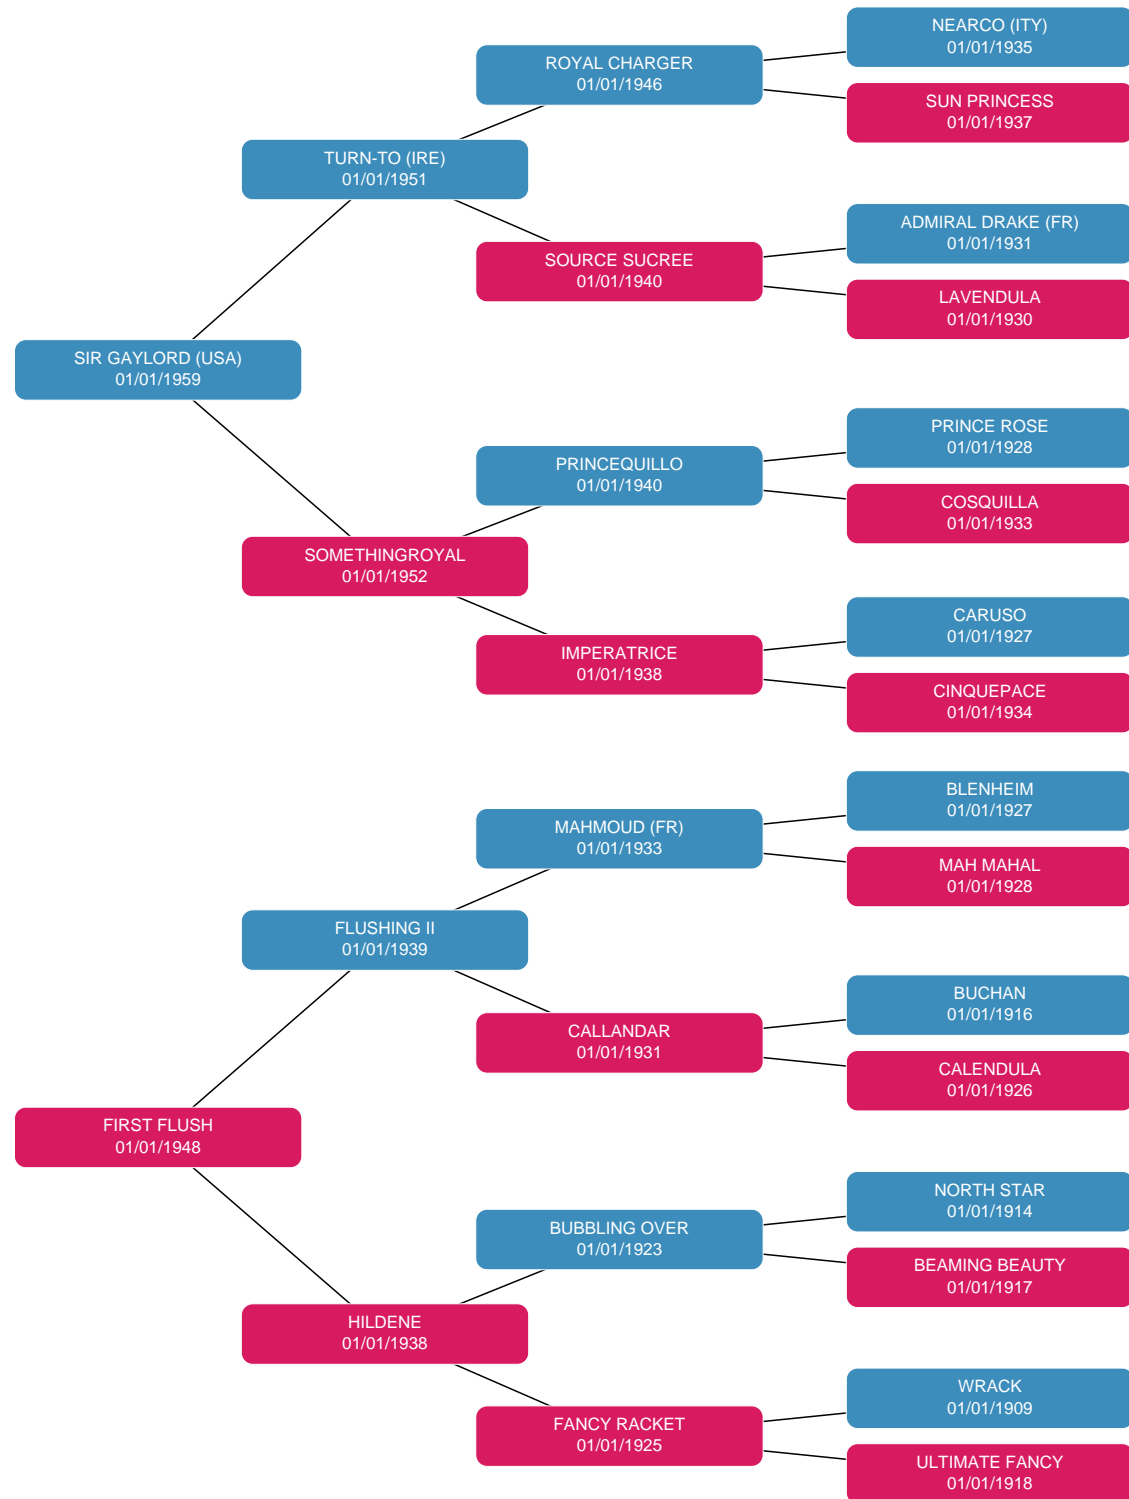 NEARCO (ITY)
01/01/1935
ROYAL CHARGER
01/01/1946
SUN PRINCESS
01/01/1937
TURN-TO (IRE)
01/01/1951
ADMIRAL DRAKE (FR)
01/01/1931
SOURCE SUCREE
01/01/1940
LAVENDULA
01/01/1930
SIR GAYLORD (USA)
01/01/1959
PRINCE ROSE
01/01/1928
PRINCEQUILLO
01/01/1940
COSQUILLA
01/01/1933
SOMETHINGROYAL
01/01/1952
CARUSO
01/01/1927
IMPERATRICE
01/01/1938
CINQUEPACE
01/01/1934
BLENHEIM
01/01/1927
MAHMOUD (FR)
01/01/1933
MAH MAHAL
01/01/1928
FLUSHING II
01/01/1939
BUCHAN
01/01/1916
CALLANDAR
01/01/1931
CALENDULA
01/01/1926
FIRST FLUSH
01/01/1948
NORTH STAR
01/01/1914
BUBBLING OVER
01/01/1923
BEAMING BEAUTY
01/01/1917
HILDENE
01/01/1938
WRACK
01/01/1909
FANCY RACKET
01/01/1925
ULTIMATE FANCY
01/01/1918